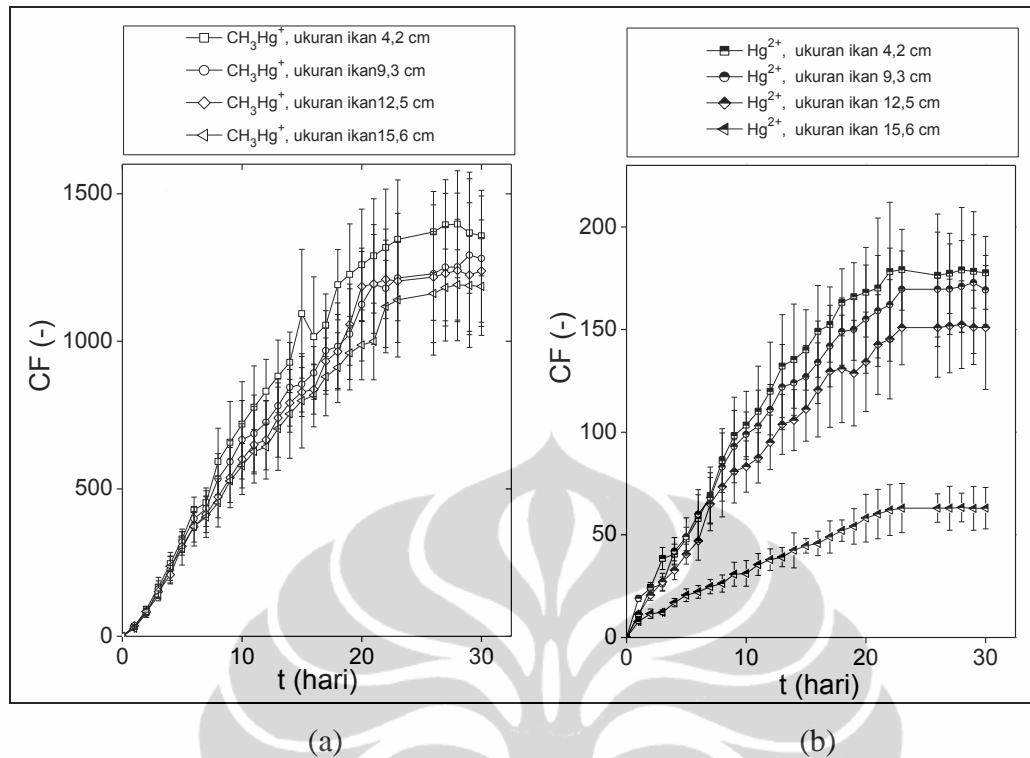 CH₃Hg⁺, ukuran ikan 4,2 cm
CH₃Hg⁺, ukuran ikan9,3 cm
CH₃Hg⁺, ukuran ikan12,5 cm
CH₃Hg⁺, ukuran ikan15,6 cm
1500
1000
500
0
CF (-)
0 10 20 30
t (hari)
(a)
Hg²⁺, ukuran ikan 4,2 cm
Hg²⁺, ukuran ikan 9,3 cm
Hg²⁺, ukuran ikan 12,5 cm
Hg²⁺, ukuran ikan 15,6 cm
200
150
100
50
0
CF (-)
0 10 20 30
t (hari)
(b)